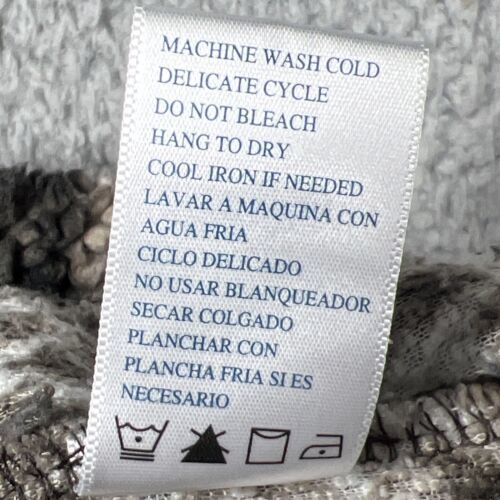 MACHINE WASH COLD
DELICATE CYCLE
DO NOT BLEACH
HANG TO DRY
COOL IRON IF NEEDED
LAVAR A MAQUINA CON
AGUA FRIA
CICLO DELICADO
NO USAR BLANQUEADOR
SECAR COLGADO
PLANCHAR CON
PLANCHA FRIA SI ES
NECESARIO